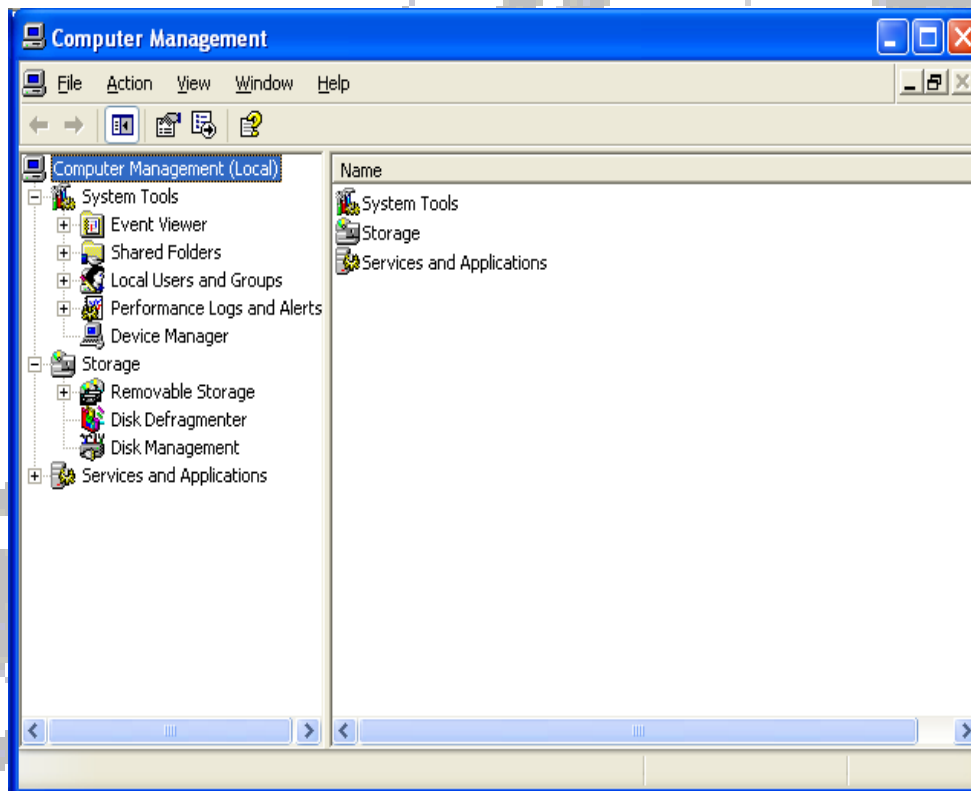 Computer Management
File Action View Window Help
Computer Management (Local)
System Tools
Event Viewer
Shared Folders
Local Users and Groups
Performance Logs and Alerts
Device Manager
Storage
Removable Storage
Disk Defragmenter
Disk Management
Services and Applications
Name
System Tools
Storage
Services and Applications